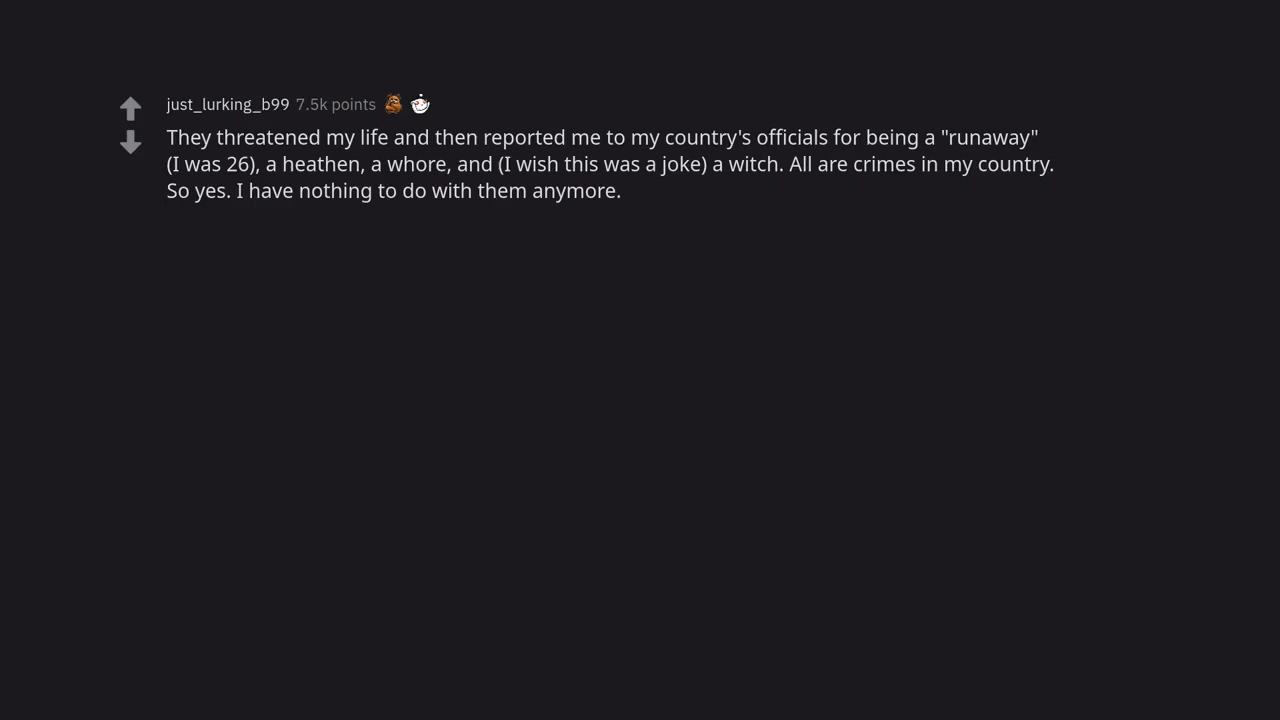 just_lurking_b99 7.5k points
They threatened my life and then reported me to my country's officials for being a "runaway"
(I was 26), a heathen, a whore, and (I wish this was a joke) a witch. All are crimes in my country.
So yes. I have nothing to do with them anymore.